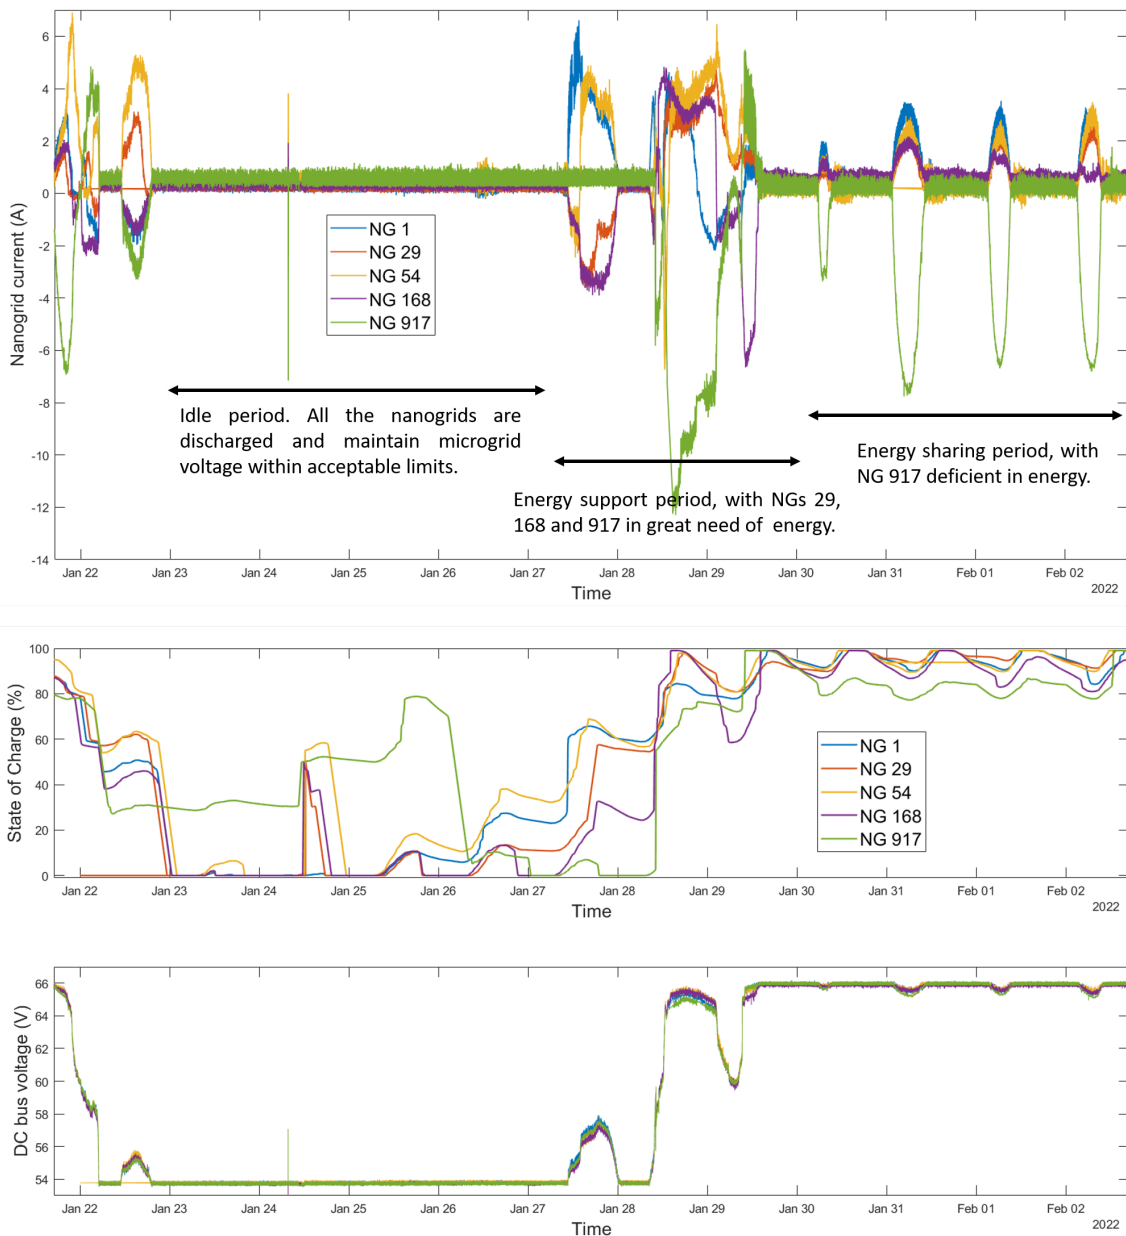 6
4
2
0
-2
-4
-6
-8
-10
-12
-14
Nanogrid current (A)
NG 1
NG 29
NG 54
NG 168
NG 917
Idle period. All the nanogrids are
discharged and maintain microgrid
voltage within acceptable limits.
Energy support period, with NGs 29,
168 and 917 in great need of energy.
Energy sharing period, with
NG 917 deficient in energy.
Jan 22 Jan 23 Jan 24 Jan 25 Jan 26 Jan 27 Jan 28 Jan 29 Jan 30 Jan 31 Feb 01 Feb 02
2022
Time
100
80
60
40
20
0
State of Charge (%)
NG 1
NG 29
NG 54
NG 168
NG 917
Jan 22 Jan 23 Jan 24 Jan 25 Jan 26 Jan 27 Jan 28 Jan 29 Jan 30 Jan 31 Feb 01 Feb 02
2022
Time
66
64
62
60
58
56
54
DC bus voltage (V)
Jan 22 Jan 23 Jan 24 Jan 25 Jan 26 Jan 27 Jan 28 Jan 29 Jan 30 Jan 31 Feb 01 Feb 02
2022
Time